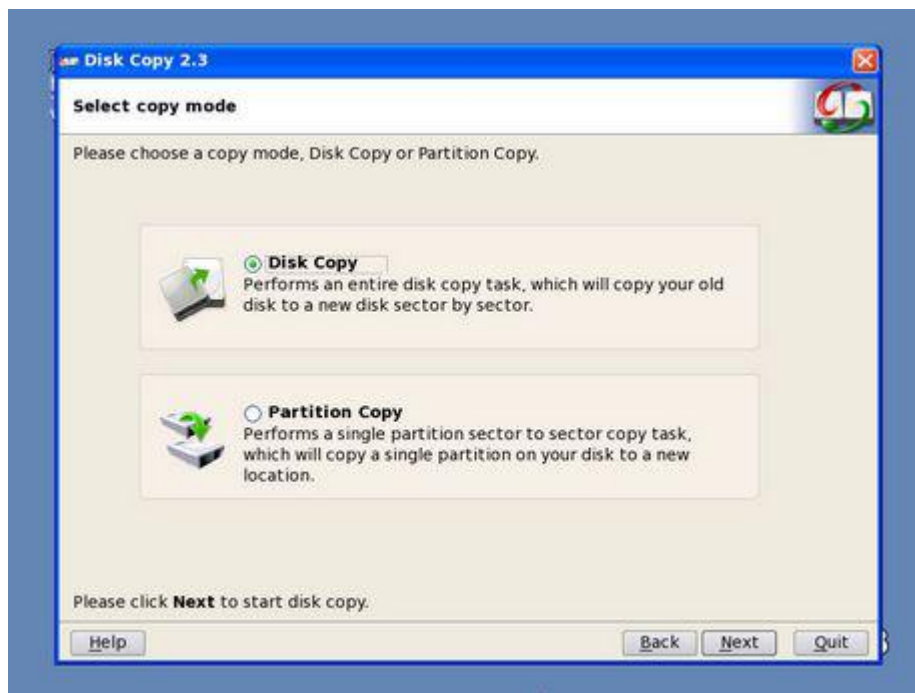 Disk Copy 2.3
Select copy mode
Please choose a copy mode, Disk Copy or Partition Copy.
Disk Copy
Performs an entire disk copy task, which will copy your old
disk to a new disk sector by sector.
Partition Copy
Performs a single partition sector to sector copy task,
which will copy a single partition on your disk to a new
location.
Please click Next to start disk copy.
Help Back Next Quit